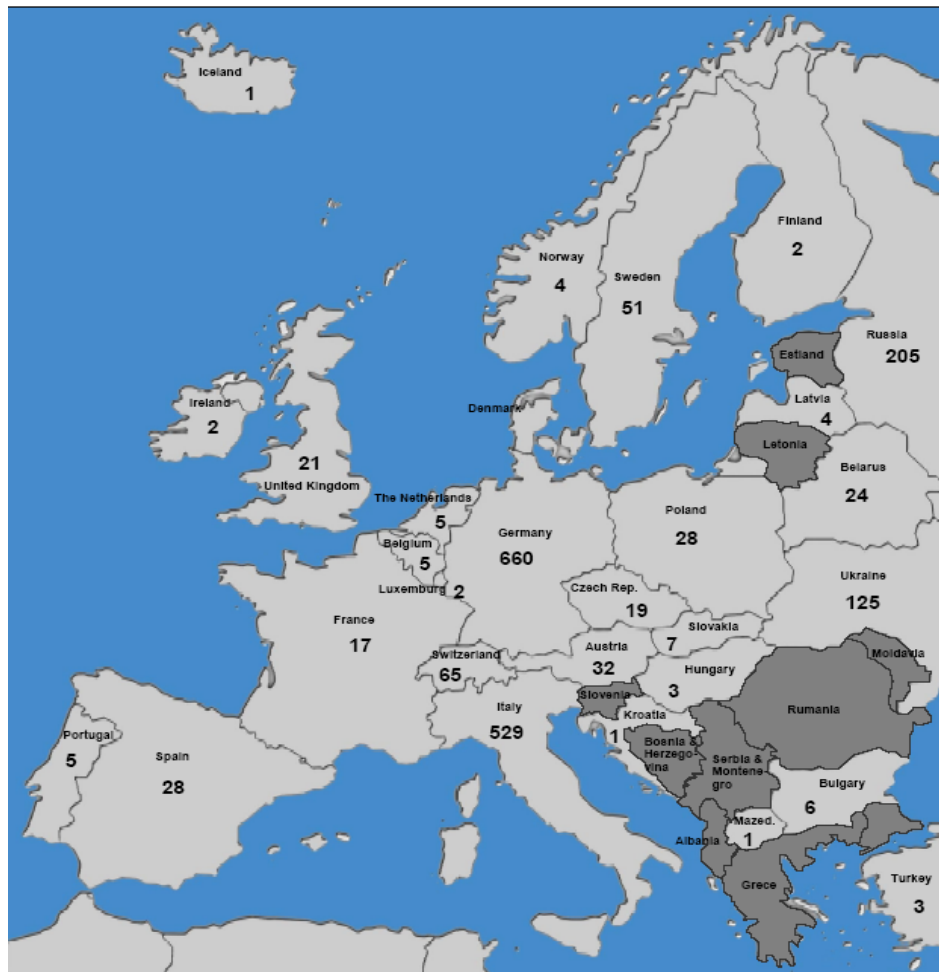 Iceland
1
Finland
2
Norway
4
Sweden
51
Russia
205
Estland
Latvia
4
Ireland
2
Denmark
Letonia
21
United Kingdom
Belarus
24
The Netherlands
5
Poland
28
Germany
660
Belgium
5
Ukraine
125
Czech Rep.
19
Luxemburg
2
France
17
Slovakia
7
Austria
32
Moldavia
Switzerland
65
Hungary
3
Slovenia
Italy
529
Rumania
Kroatia
1
Portugal
5
Spain
28
Bosnia &
Herzego-
vina
Serbia &
Montene-
gro
Bulgary
6
Mazed.
1
Albania
Grece
Turkey
3